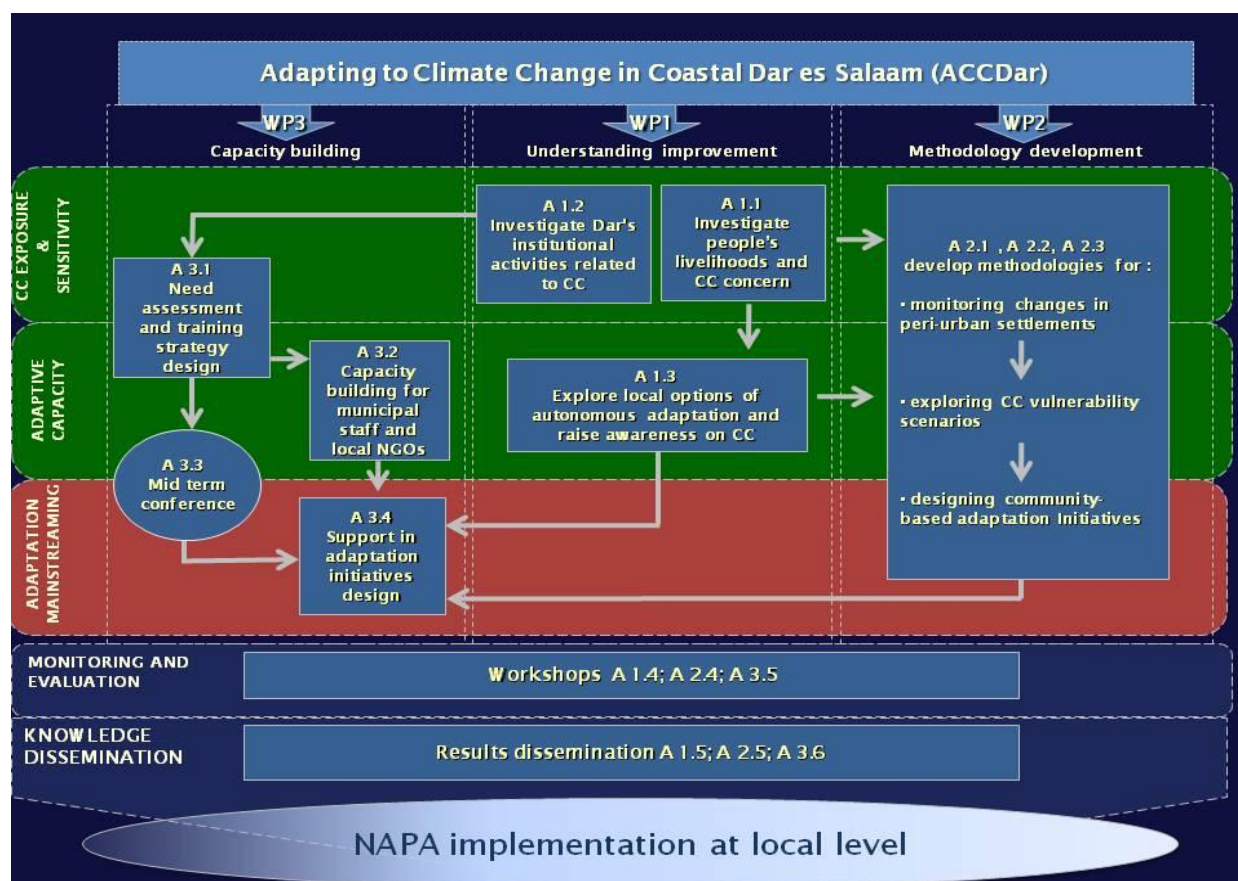 Adapting to Climate Change in Coastal Dar es Salaam (ACCDar)
WP3
Capacity building
WP1
Understanding improvement
WP2
Methodology development
CC EXPOSURE
&
SENSITIVITY
A 1.2
Investigate Dar's
institutional
activities related
to CC
A 1.1
Investigate
people's
livelihoods and
CC concern
A 2.1 , A 2.2, A 2.3
develop methodologies for :
• monitoring changes in
peri-urban settlements
• exploring CC vulnerability
scenarios
• designing community-
based adaptation Initiatives
A 3.1
Need
assessment
and training
strategy
design
ADAPTIVE
CAPACITY
A 3.2
Capacity
building for
municipal
staff and
local NGOs
A 1.3
Explore local options of
autonomous adaptation and
raise awareness on CC
A 3.3
Mid term
conference
ADAPTATION
MAINSTREAMING
A 3.4
Support in
adaptation
initiatives
design
MONITORING AND
EVALUATION
Workshops A 1.4; A 2.4; A 3.5
KNOWLEDGE
DISSEMINATION
Results dissemination A 1.5; A 2.5; A 3.6
NAPA implementation at local level